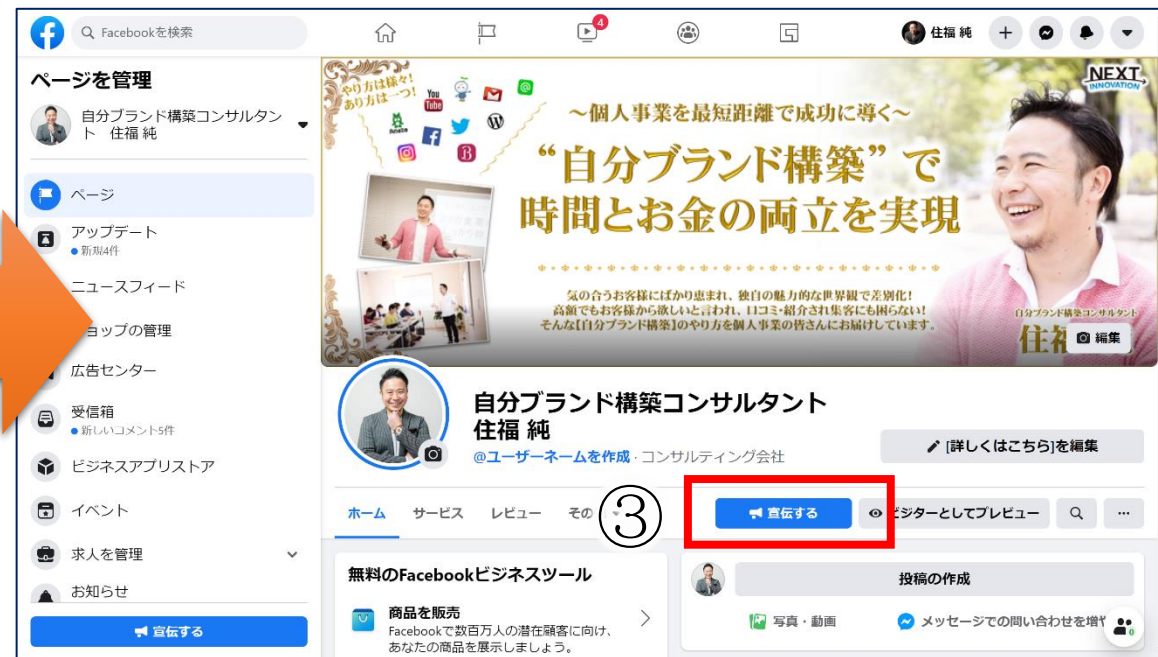 Facebookを検索
4
住福 純
ページを管理
自分ブランド構築コンサルタン
ト 住福 純
ページ
アップデート
新規4件
ニュースフィード
ョップの管理
広告センター
受信箱
新しいコメント5件
ビジネスアプリストア
イベント
求人を管理
お知らせ
宣伝する
やり方は様々!
あり方は一つ!
You
Tube
Ameba
NEXT
INNOVATION
~個人事業を最短距離で成功に導く~
“自分ブランド構築”で
時間とお金の両立を実現
気の合うお客様にばかり恵まれ、独自の魅力的な世界観で差別化!
高額でもお客様から欲しいと言われ、口コミ・紹介され集客にも困らない!
そんな【自分ブランド構築】のやり方を個人事業の皆さんにお届けしています。
自分ブランド構築コンサルタント
住福
編集
自分ブランド構築コンサルタント
住福 純
@ユーザーネームを作成・コンサルティング会社
[詳しくはこちら]を編集
ホーム サービス レビュー その
③
宣伝する
ビジターとしてプレビュー
...
無料のFacebookビジネスツール
商品を販売
Facebookで数百万人の潜在顧客に向け、
あなたの商品を展示しましょう。
投稿の作成
写真・動画
メッセージでの問い合わせを増や